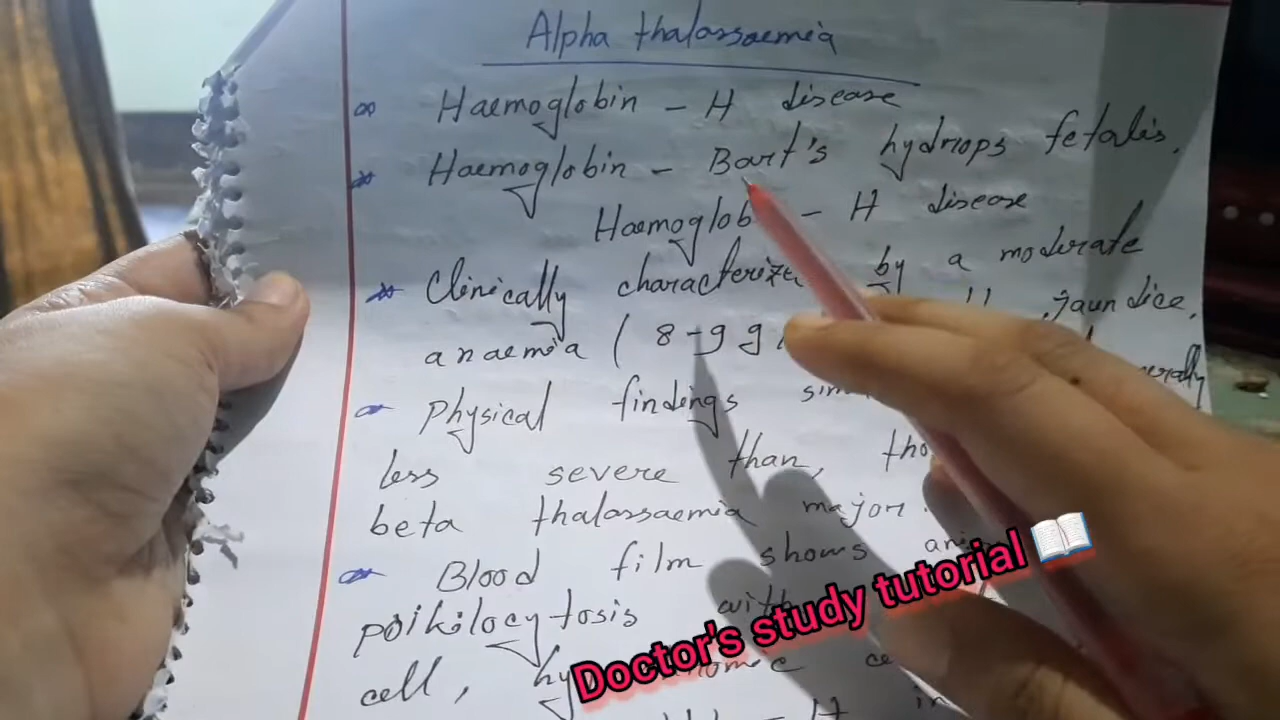 Alpha thalassaemia
Haemoglobin - H disease
Haemoglobin - Bart's hydrops fetalis.
Haemoglob - H disease
Clinically characterize by a moderate
anaemia ( 8-9 g jaundice,
Physical findings
less severe than,
beta thalassaemia major.
Blood film shows
poikilocytosis with
cell,
H in
Doctor's study tutorial 📖